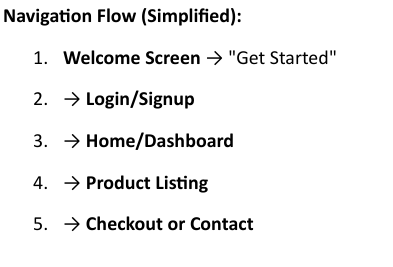 Navigation Flow (Simplified):
1. Welcome Screen → "Get Started"
2. → Login/Signup
3. → Home/Dashboard
4. → Product Listing
5. → Checkout or Contact